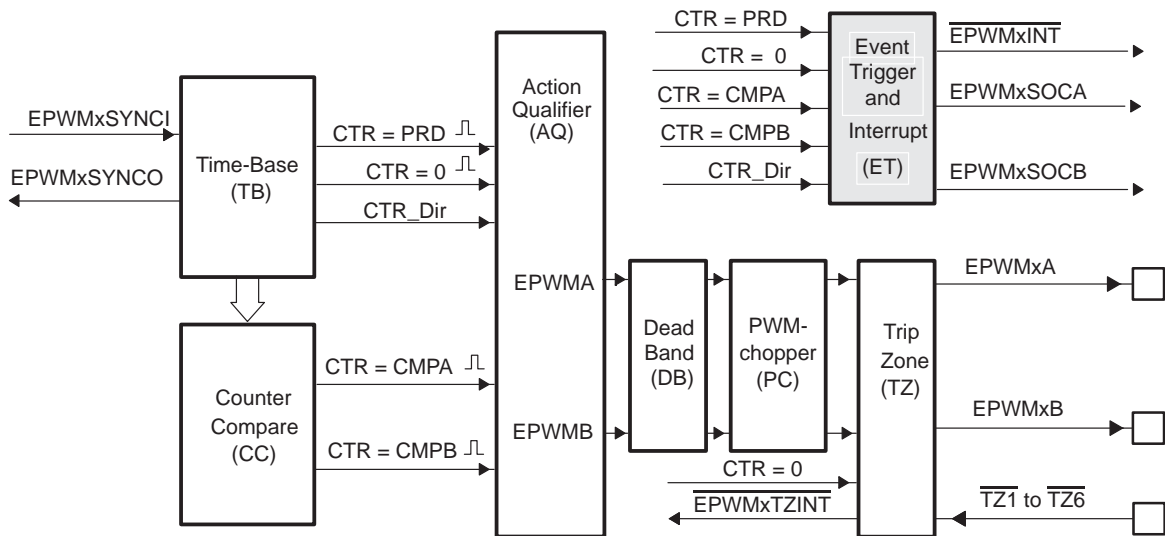 EPWMxSYNCI
EPWMxSYNCO
Time-Base
(TB)
CTR = PRD
CTR = 0
CTR_Dir
Counter
Compare
(CC)
CTR = CMPA
CTR = CMPB
Action
Qualifier
(AQ)
EPWMA
EPWMB
CTR = PRD
CTR = 0
CTR = CMPA
CTR = CMPB
CTR_Dir
Event
Trigger
and
Interrupt
(ET)
EPWMxINT
EPWMxSOCA
EPWMxSOCB
Dead
Band
(DB)
PWM-
chopper
(PC)
Trip
Zone
(TZ)
CTR = 0
EPWMxTZINT
EPWMxA
EPWMxB
TZ1 to TZ6